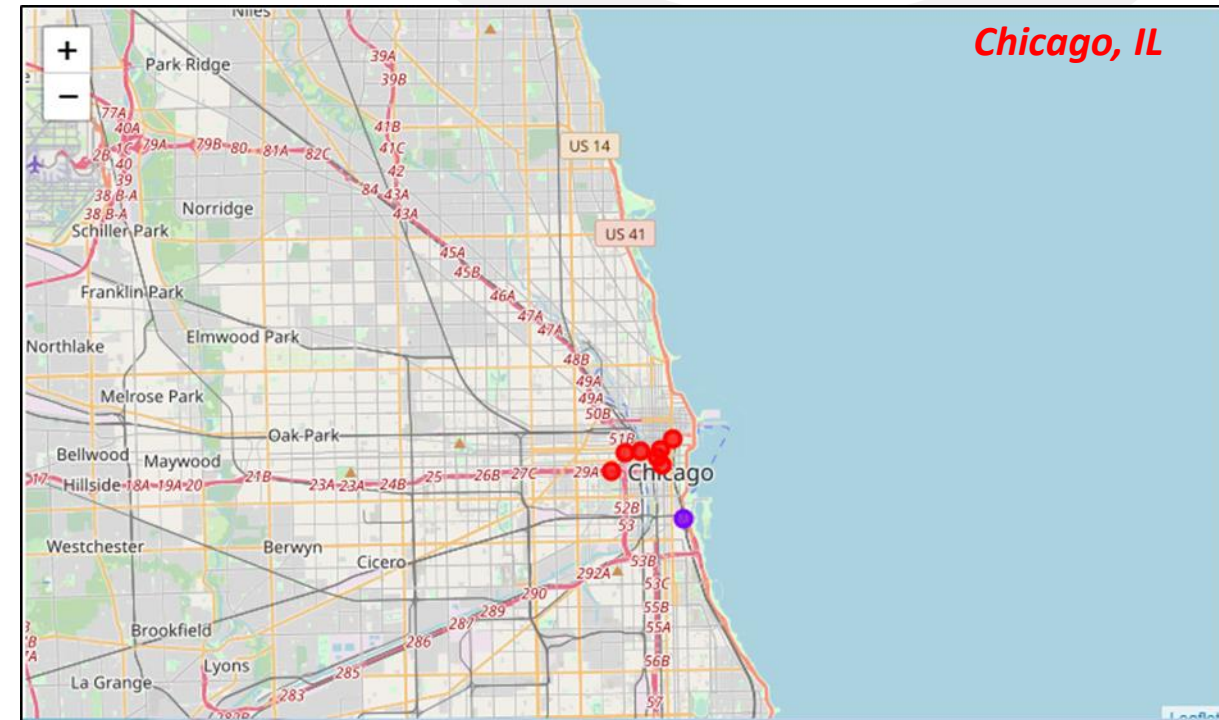 Niles
Chicago, IL
+
Park Ridge
39A
39B
−
77A
40A
41B
US 14
1C 79A 79B 80 81A 82C
41C
2B
40
42
39
84 43A
38 B-A
Norridge
43A
38 B-A
US 41
Schiller Park
45A
45B
Franklin Park
46A
47A
47A
Elmwood Park
Northlake
48B
49A
Melrose Park
49A
50B
Oak Park
51B
Bellwood
Maywood
17 Hillside 18A 19A 20 21B 23A 23A 24B 25 26B 27C 29A Chicago
52B
53
Westchester
Berwyn
Cicero
53B
292A
53C
290
289
55B
287
55A
Brookfield
286
56B
Lyons
285
La Grange
283
57
282B